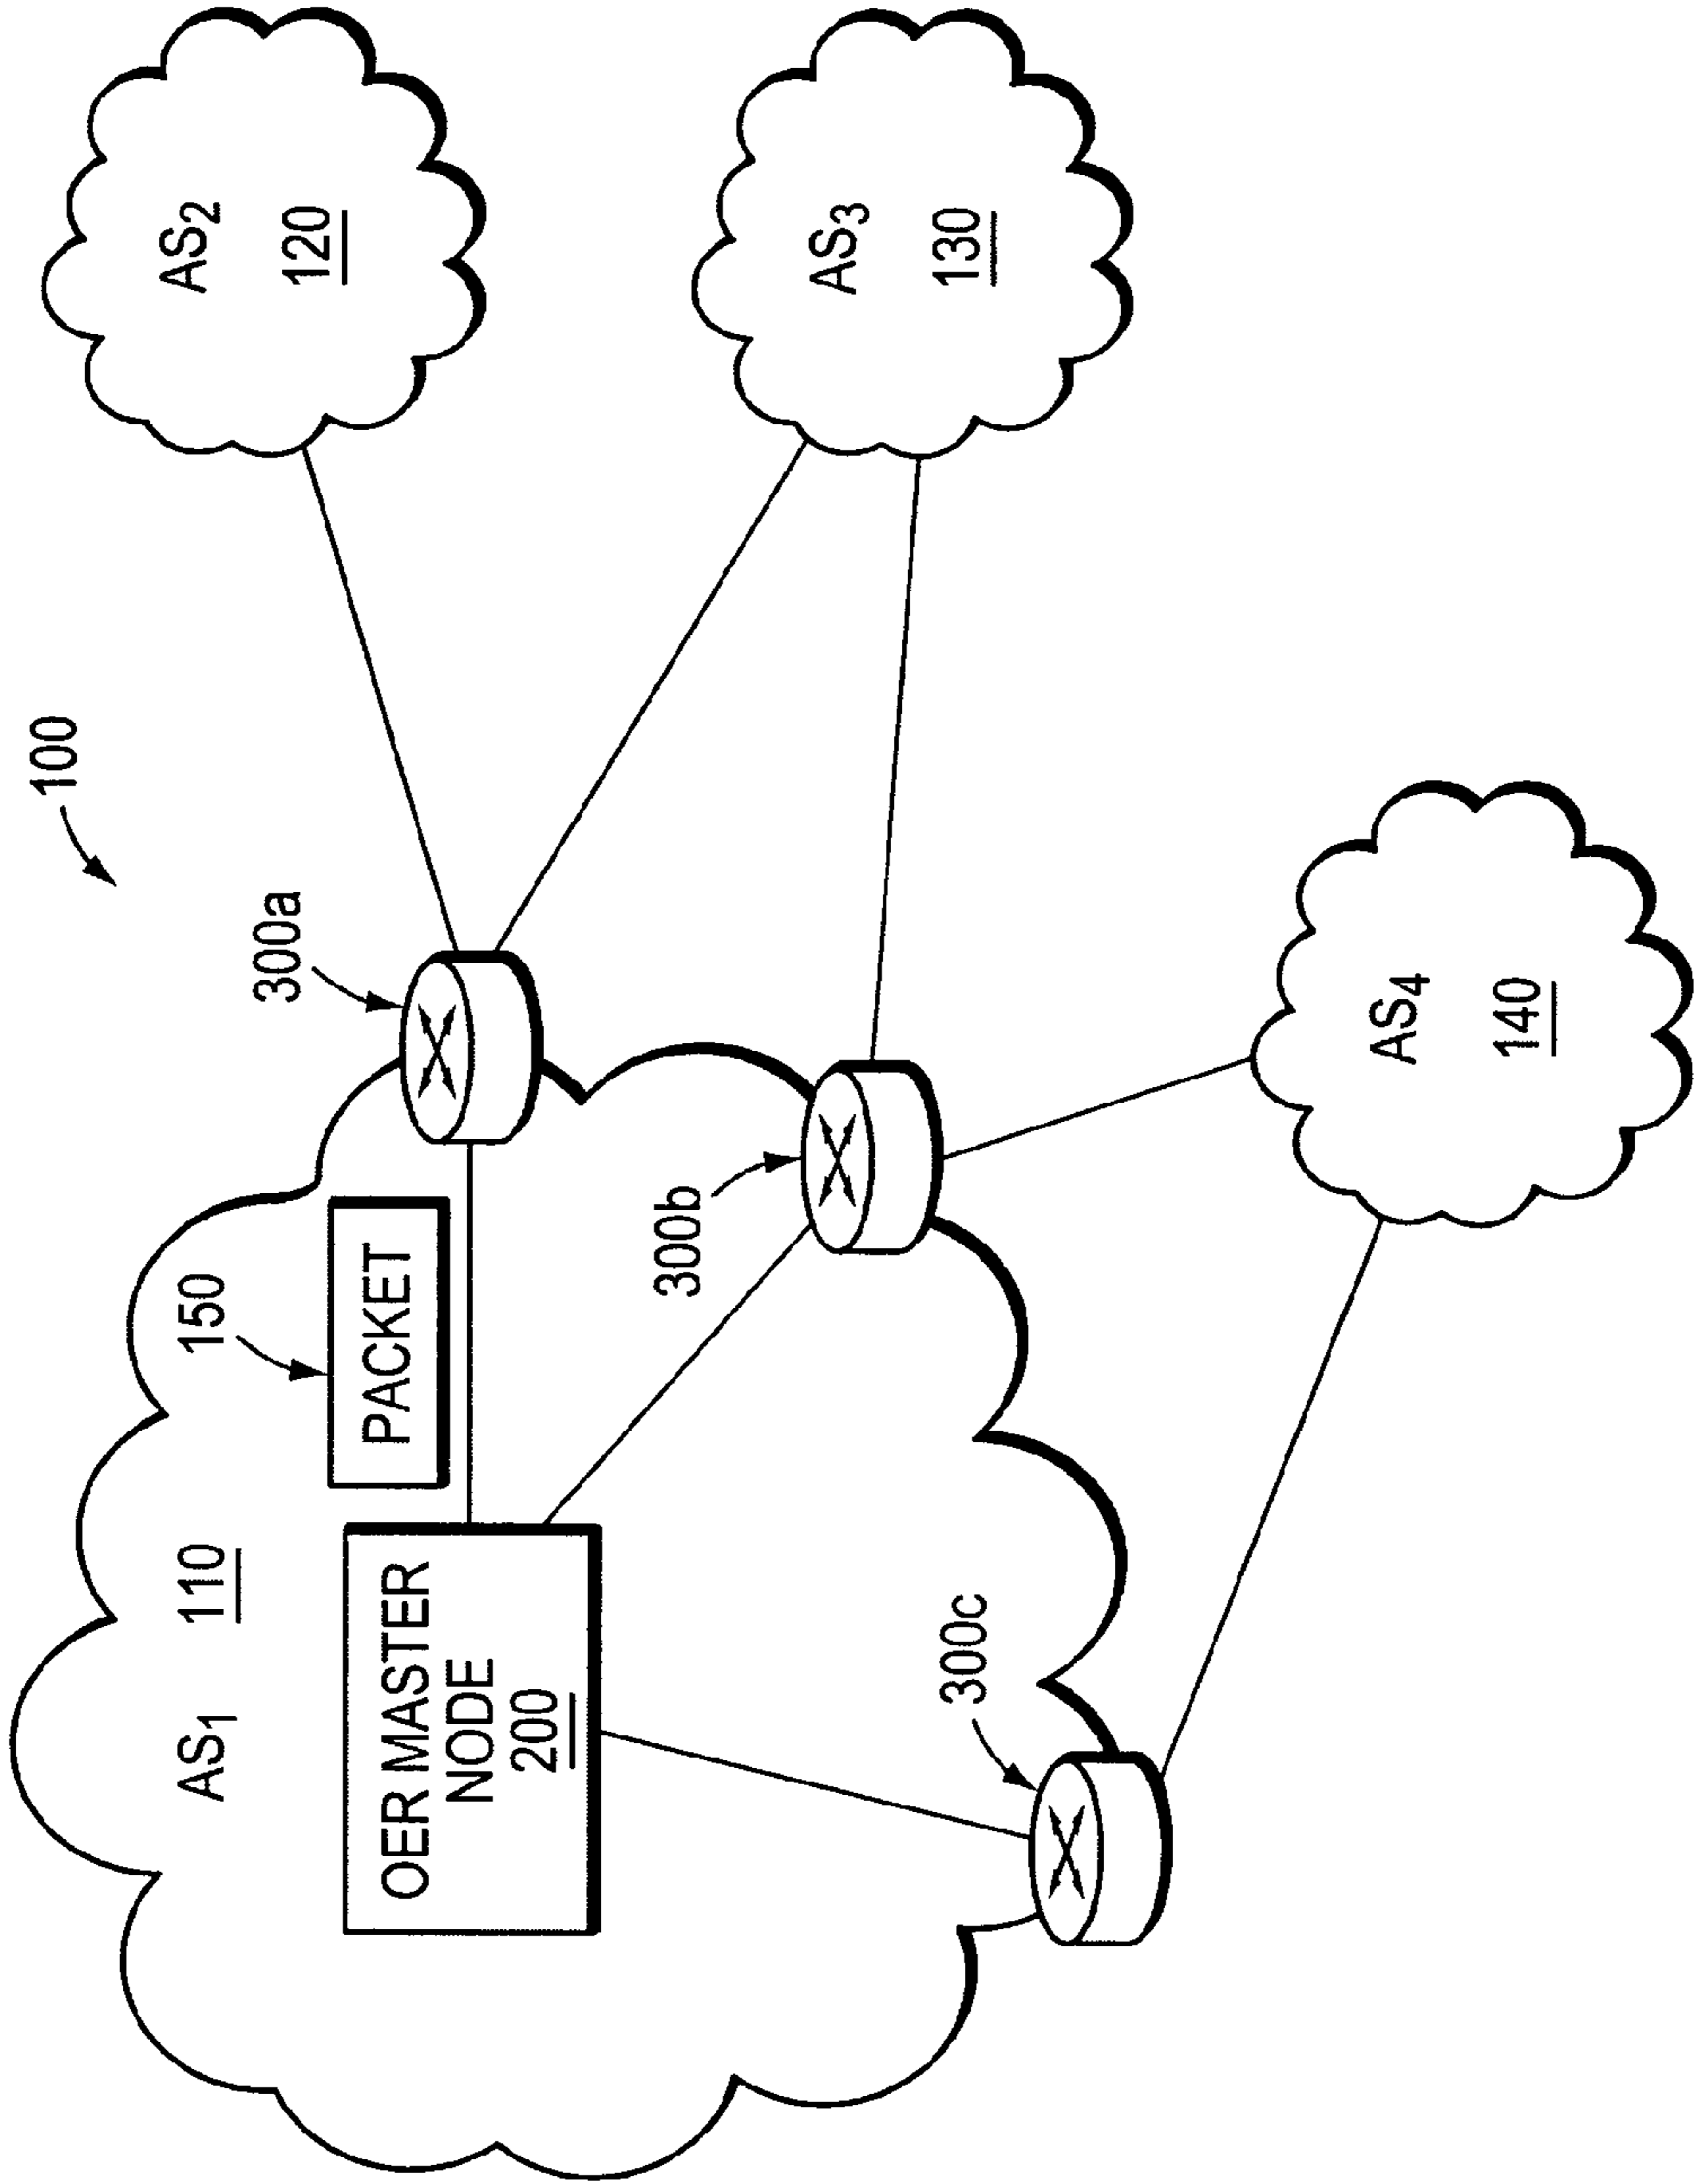 100
AS1 110
150
PACKET
OER MASTER
NODE
200
300a
300b
300c
AS2
120
AS3
130
AS4
140